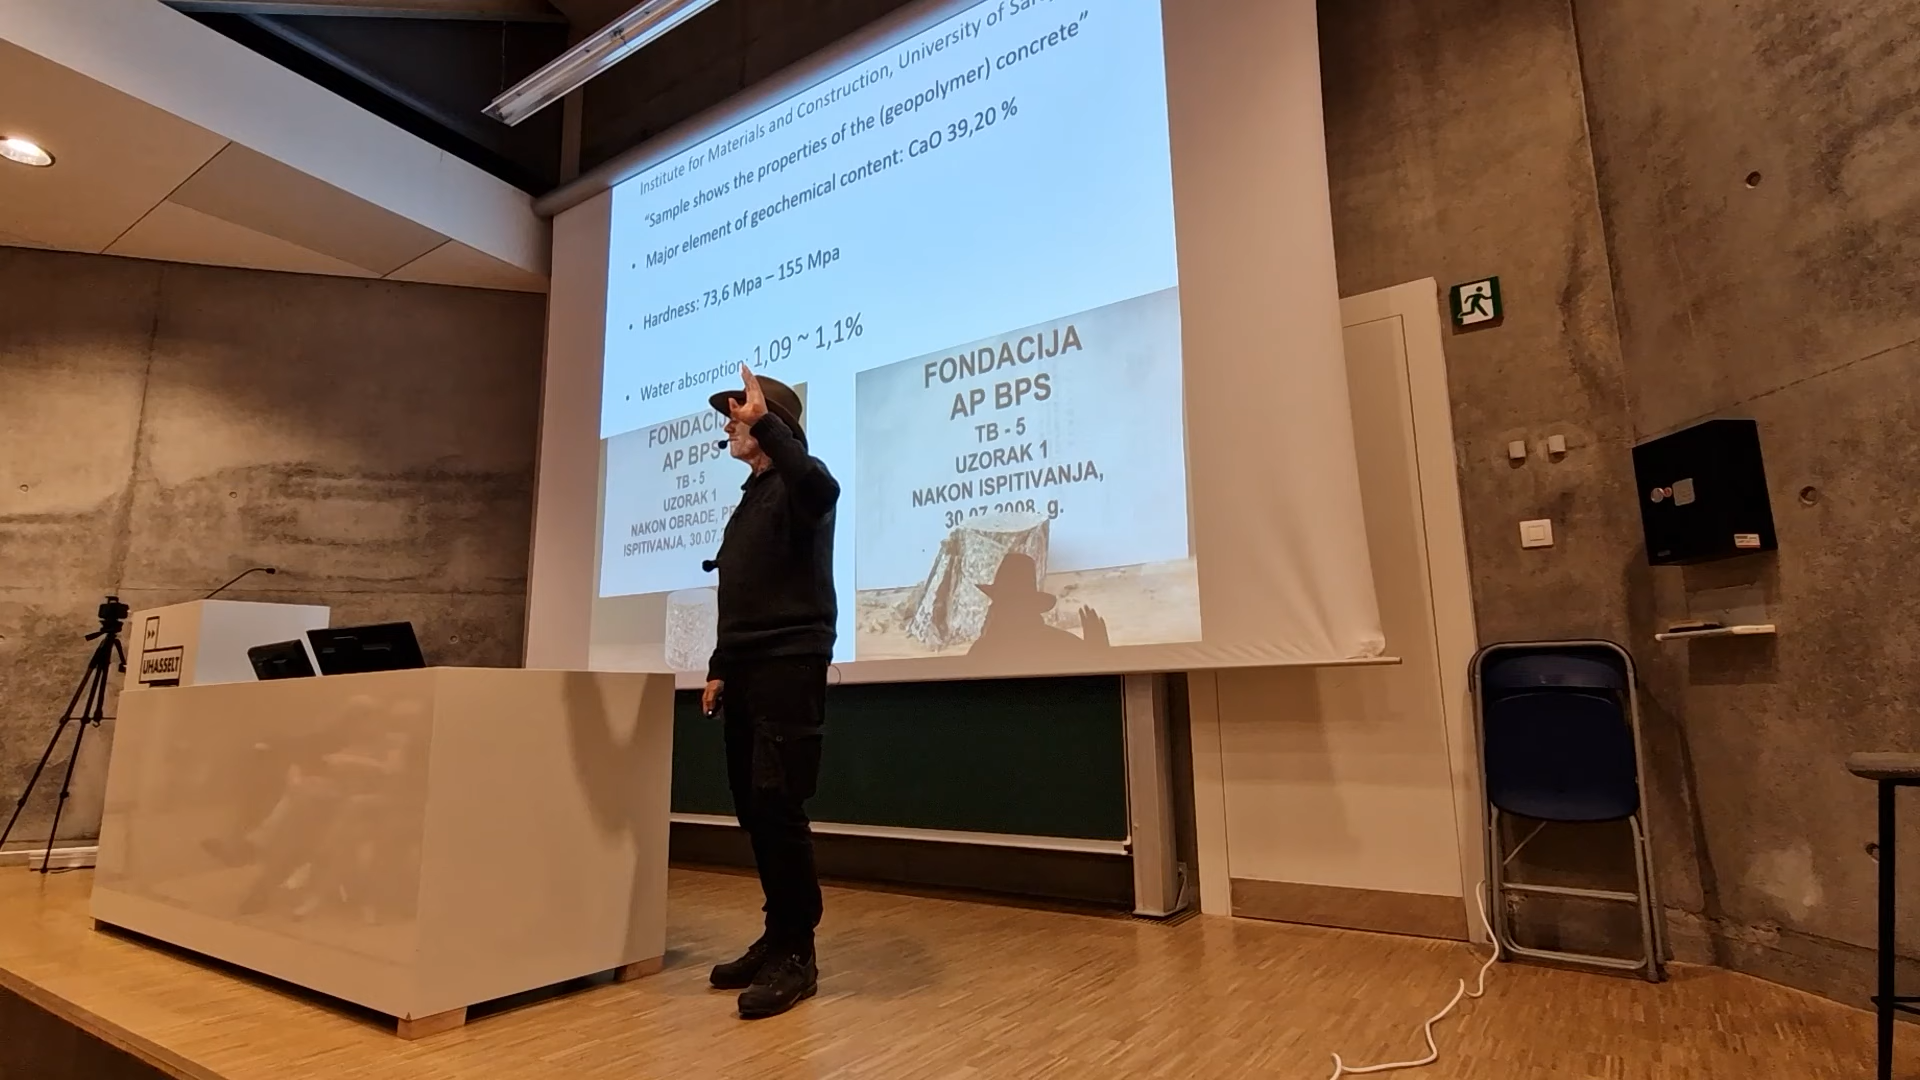 Institute for Materials and Construction, University of
“Sample shows the properties of the (geopolymer) concrete”
• Major element of geochemical content: CaO 39,20 %
• Hardness: 73,6 Mpa – 155 Mpa
• Water absorption: 1,09 ~ 1,1%
FONDACIJ
AP BPS
TB - 5
UZORAK 1
NAKON OBRADE,
ISPITIVANJA, 30.07.
FONDACIJA
AP BPS
TB - 5
UZORAK 1
NAKON ISPITIVANJA,
30.07.2008. g.
UHASSELT